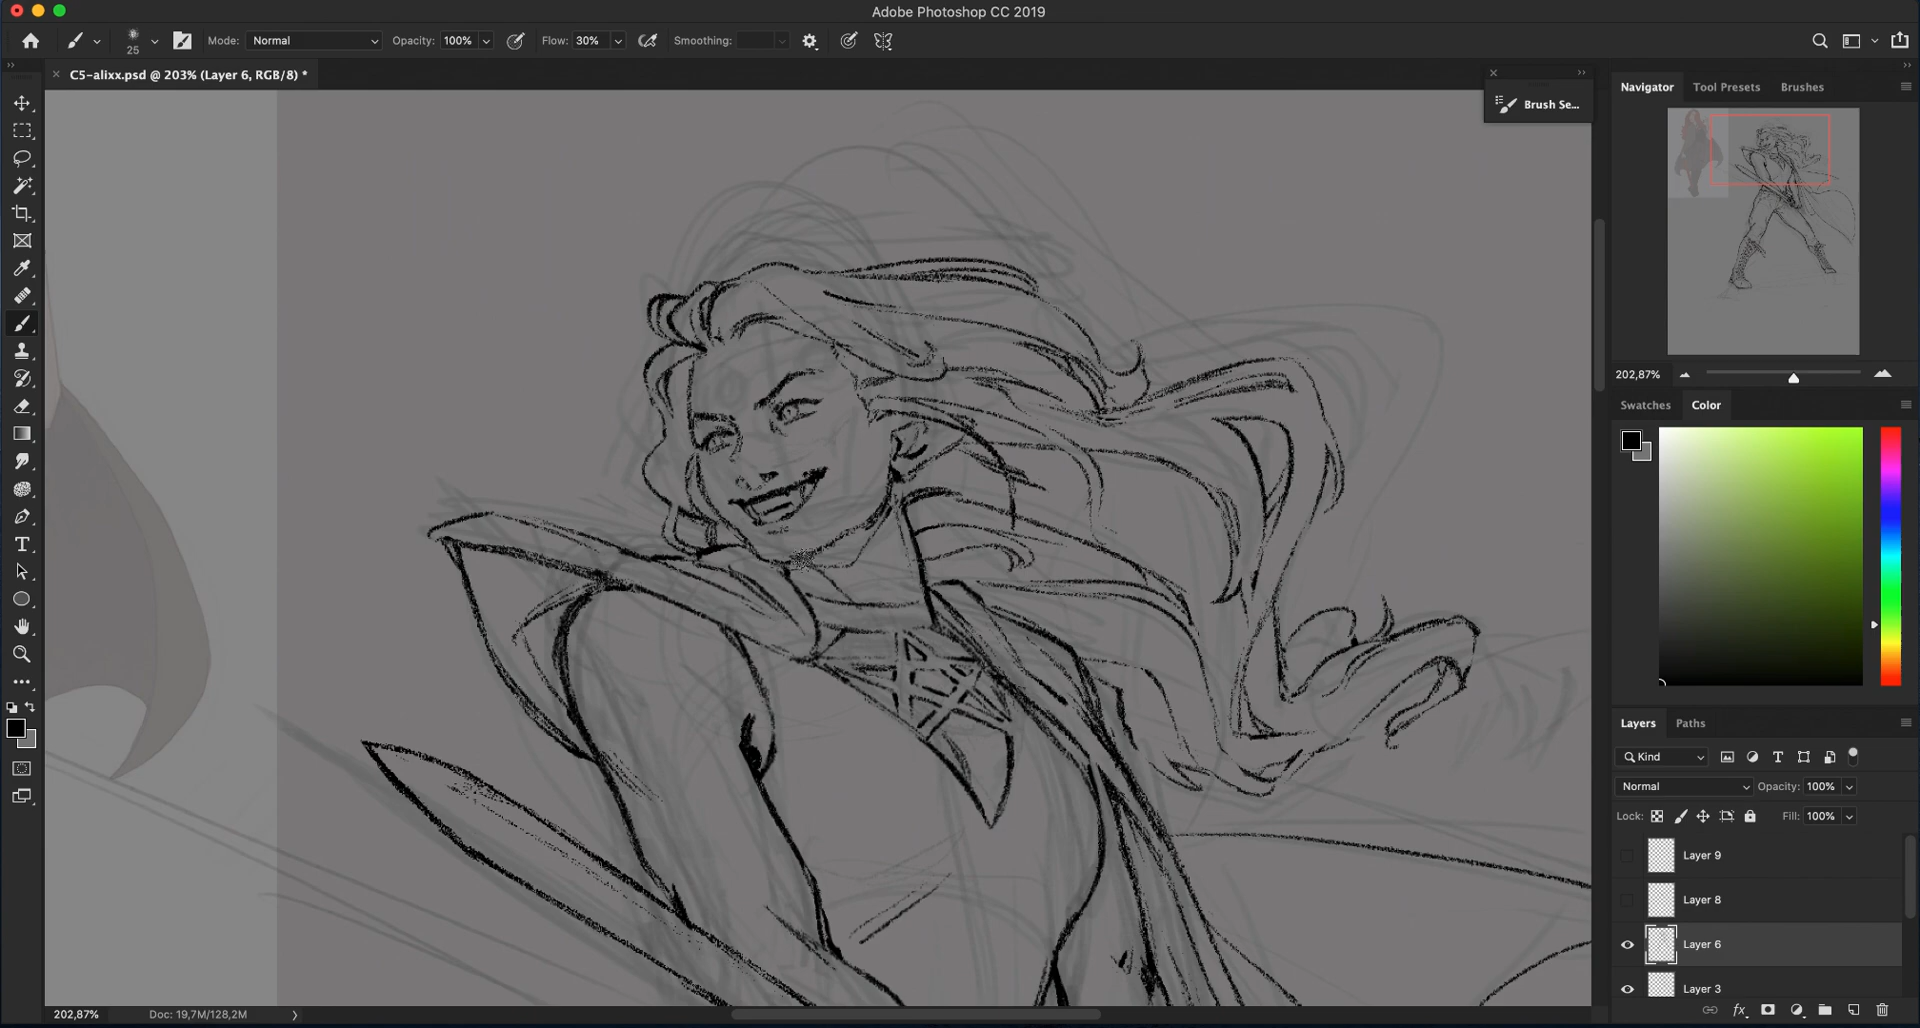 Adobe Photoshop CC 2019
25
Mode: Normal
Opacity: 100%
Flow: 30%
Smoothing:
C5-alixx.psd @ 203% (Layer 6, RGB/8) *
Brush Se...
Navigator
Tool Presets
Brushes
202,87%
Swatches
Color
Layers
Paths
Kind
Normal
Opacity: 100%
Lock:
Fill: 100%
Layer 9
Layer 8
Layer 6
Layer 3
202,87%
Doc: 19,7M/128,2M